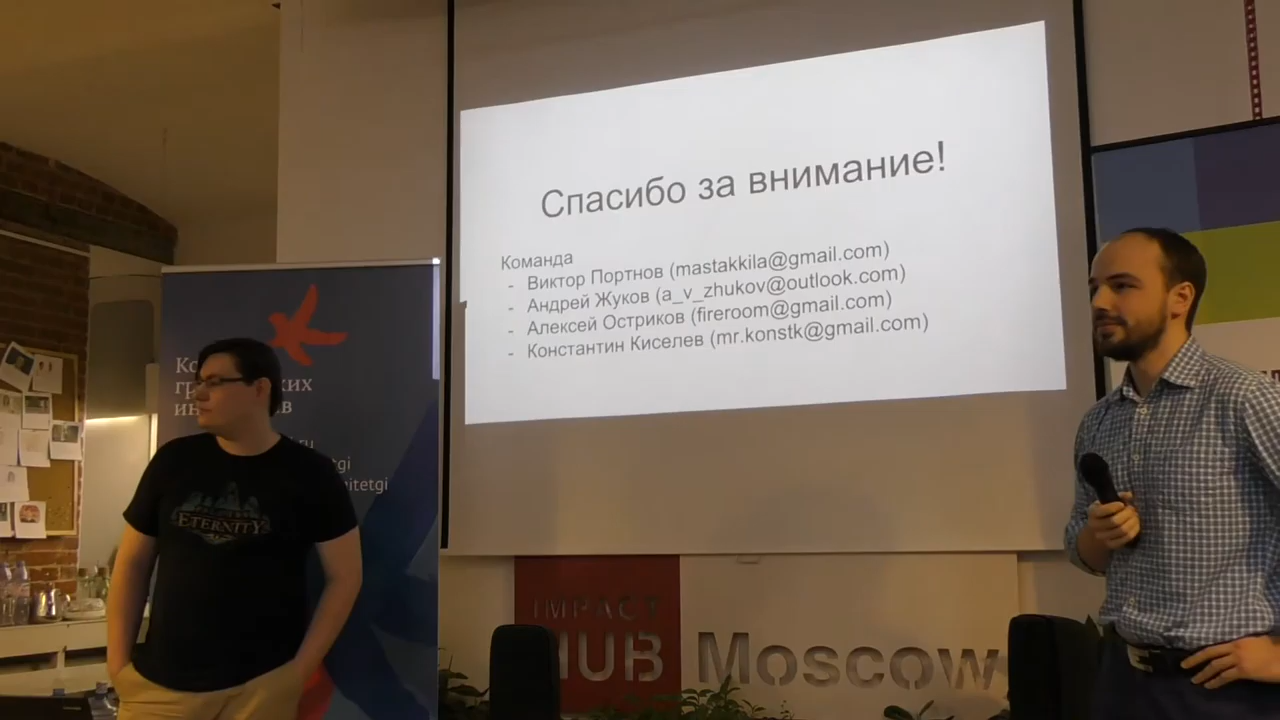 Спасибо за внимание!
Команда
- Виктор Портнов (mastakkila@gmail.com)
- Андрей Жуков (a_v_zhukov@outlook.com)
- Алексей Остриков (fireroom@gmail.com)
- Константин Киселев (mr.konstk@gmail.com)
ETERNITY
IMPACT
HUB Moscow